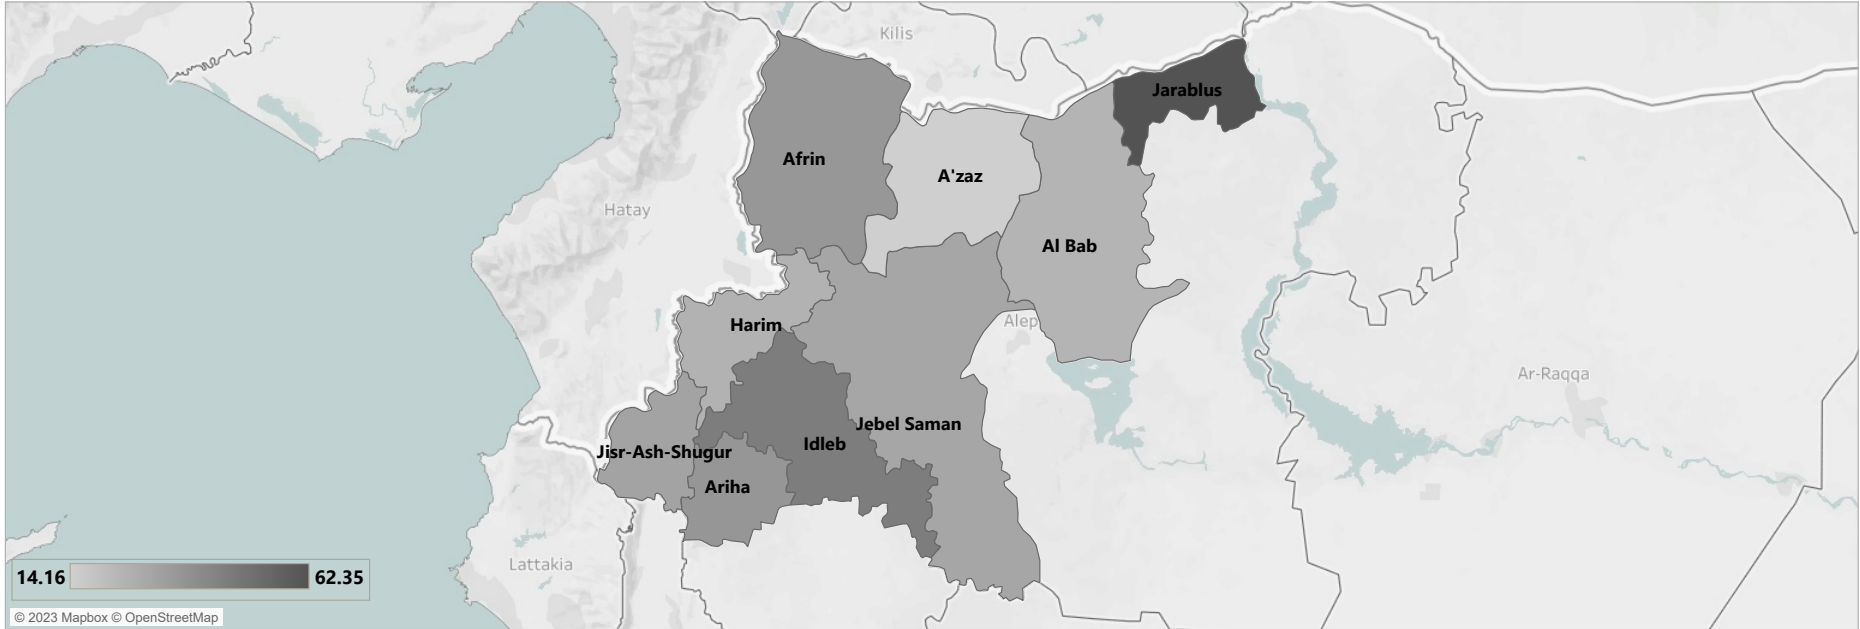 Kilis
Jarablus
Afrin
A'zaz
Hatay
Al Bab
Harim
Alep
Ar-Raqqa
Jebel Saman
Idleb
Jisr-Ash-Shugur
Ariha
Lattakia
14.16
62.35
© 2023 Mapbox © OpenStreetMap